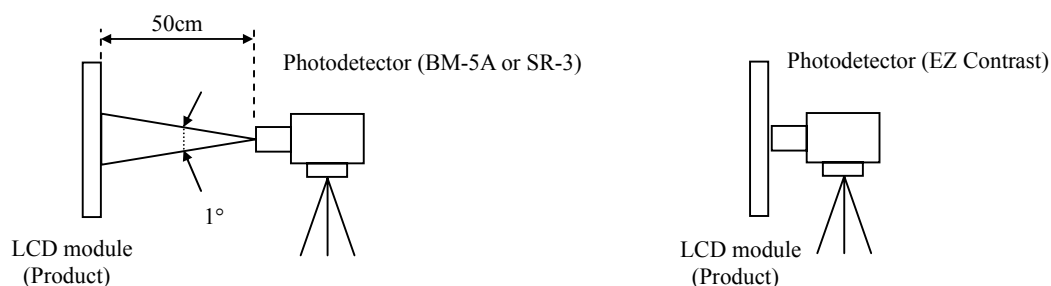 50cm
Photodetector (BM-5A or SR-3)
1°
LCD module
(Product)
Photodetector (EZ Contrast)
LCD module
(Product)